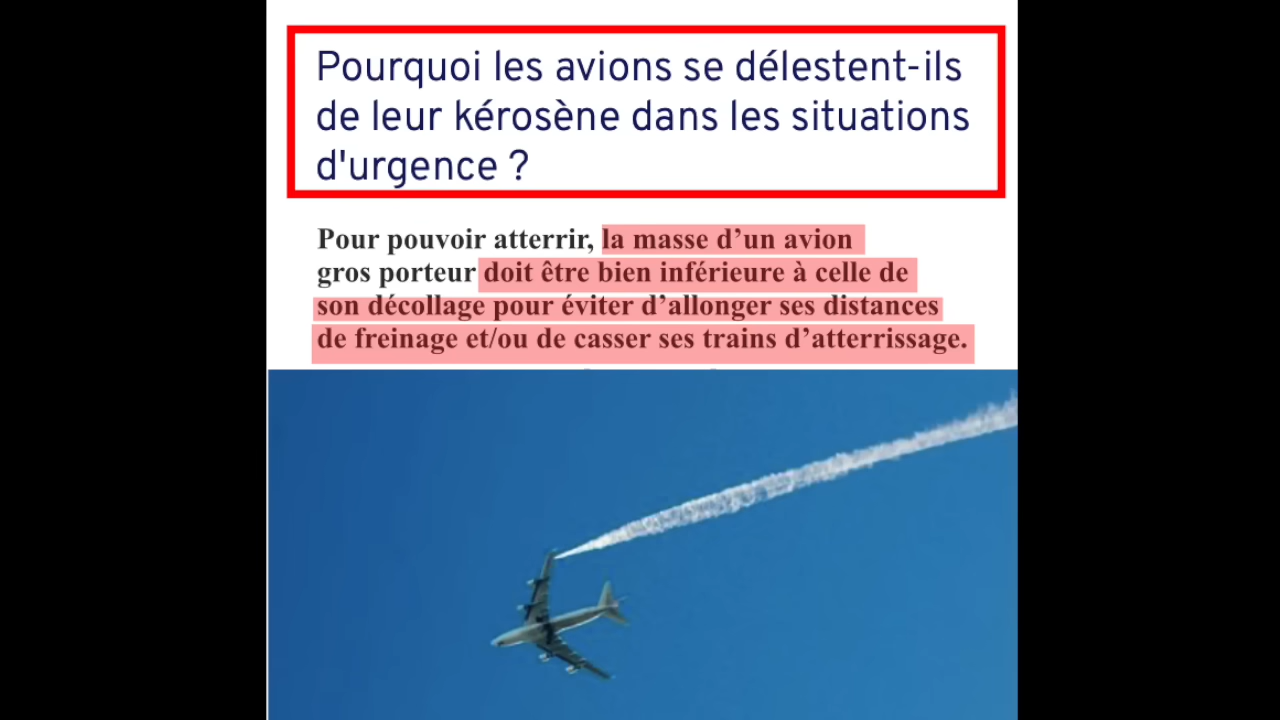 Pourquoi les avions se délestent-ils
de leur kérosène dans les situations
d'urgence ?
Pour pouvoir atterrir, la masse d’un avion
gros porteur doit être bien inférieure à celle de
son décollage pour éviter d’allonger ses distances
de freinage et/ou de casser ses trains d’atterrissage.